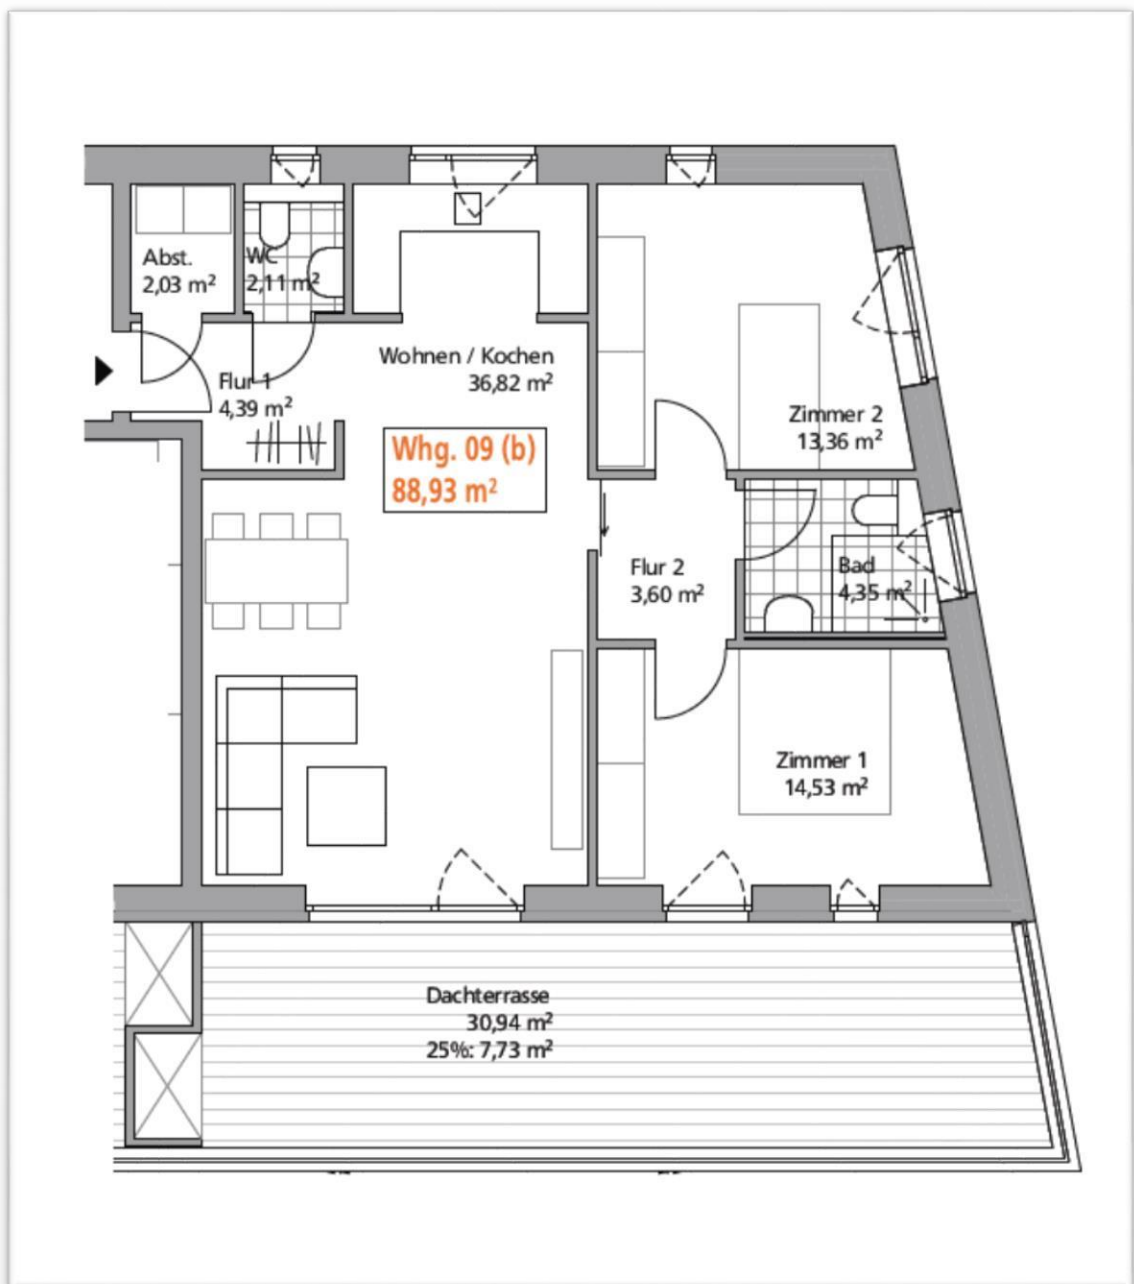 Abst.
2,03 m²
WC
2,11 m²
Wohnen / Kochen
36,82 m²
Flur 1
4,39 m²
Zimmer 2
13,36 m²
Whg. 09 (b)
88,93 m²
Flur 2
3,60 m²
Bad
4,35 m²
Zimmer 1
14,53 m²
Dachterrasse
30,94 m²
25%: 7,73 m²